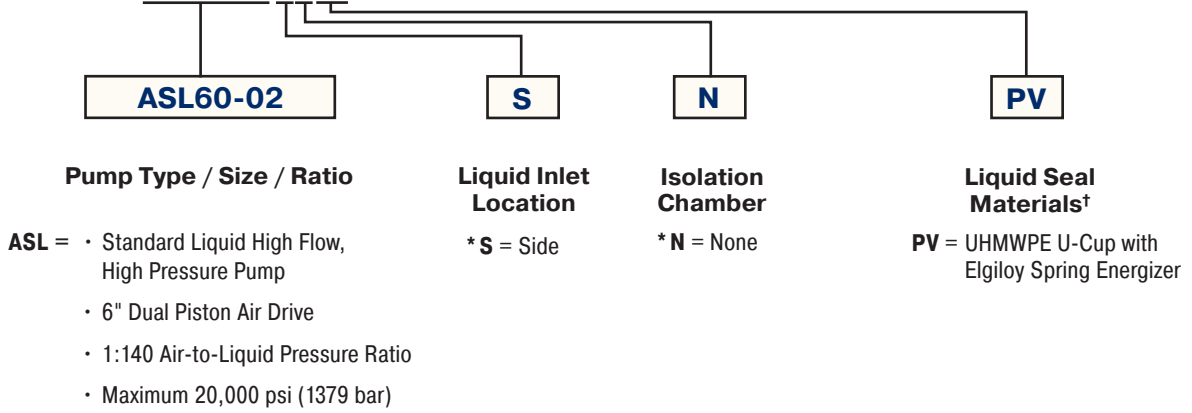 ASL60-02
S
N
PV
Pump Type / Size / Ratio
Liquid Inlet
Location
Isolation
Chamber
Liquid Seal
Materials†
ASL = • Standard Liquid High Flow,
High Pressure Pump
• 6" Dual Piston Air Drive
• 1:140 Air-to-Liquid Pressure Ratio
• Maximum 20,000 psi (1379 bar)
* S = Side
* N = None
PV = UHMWPE U-Cup with
Elgiloy Spring Energizer